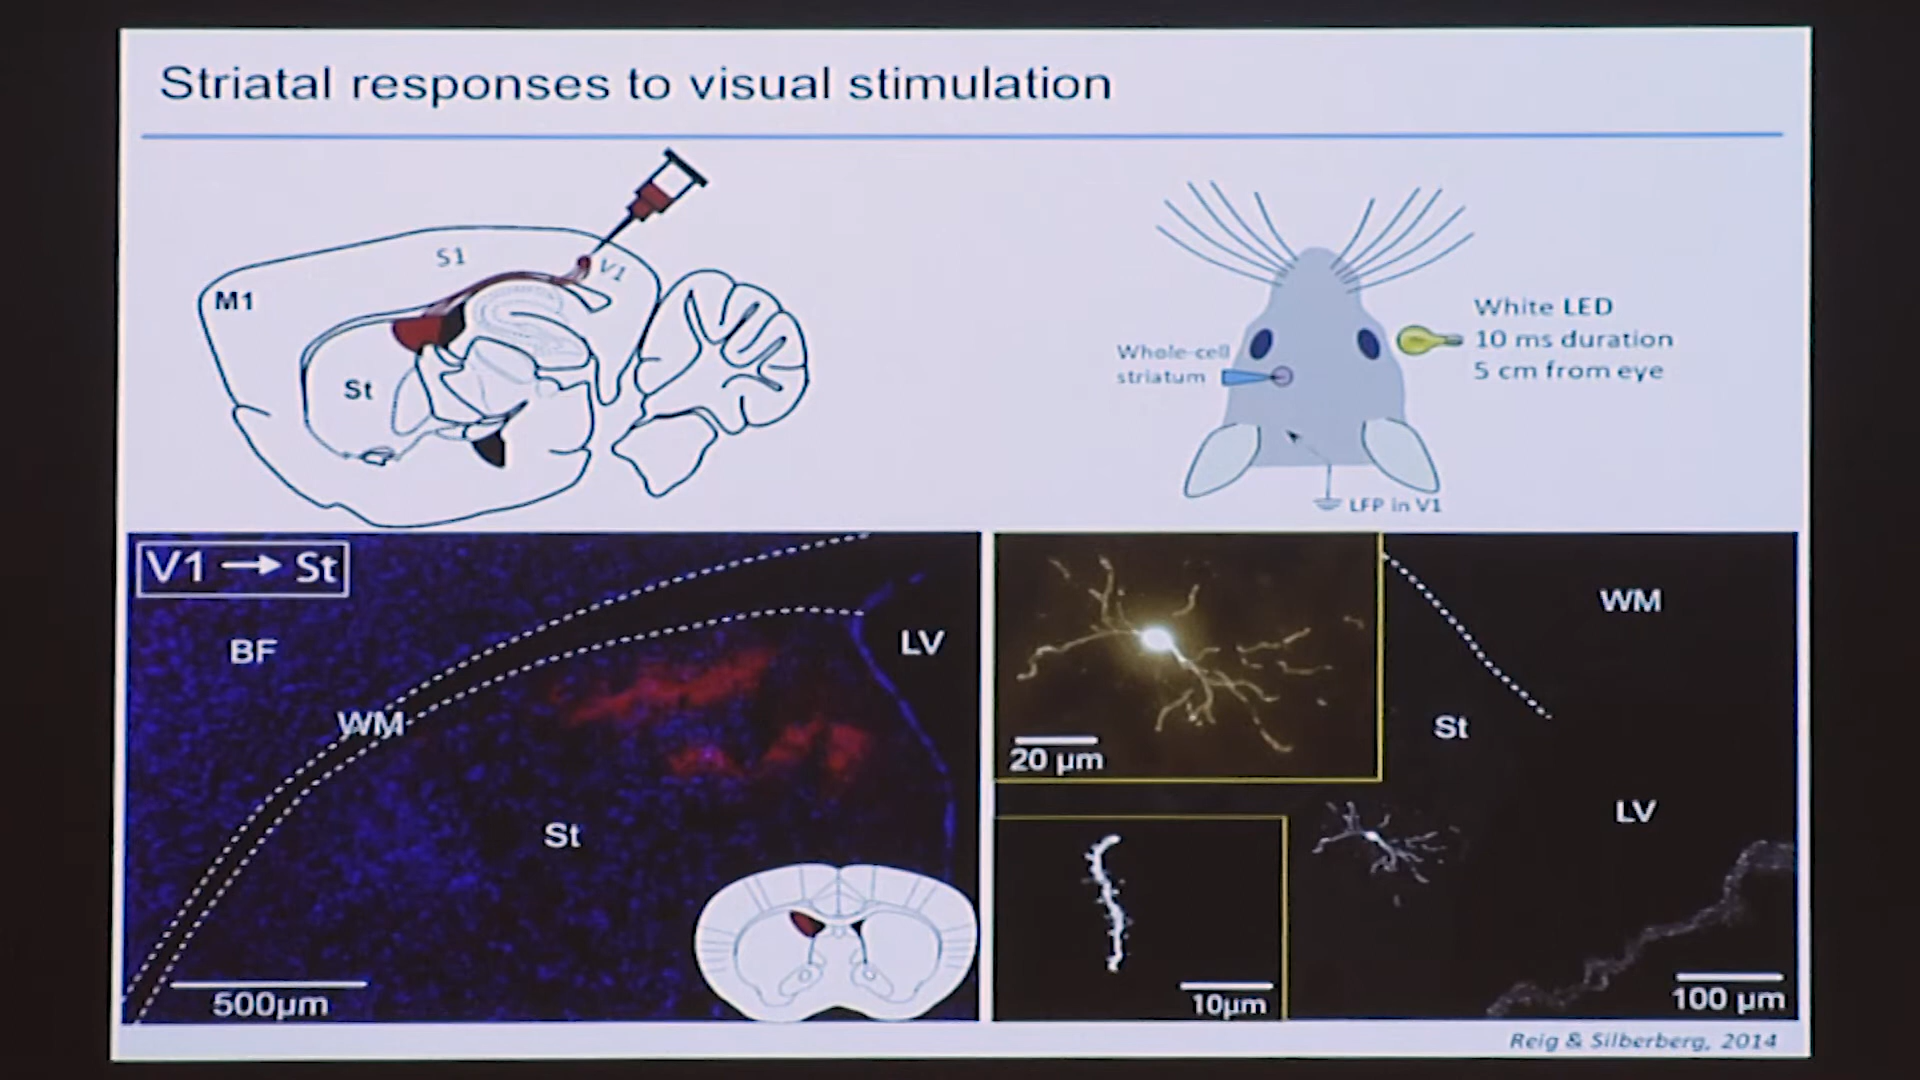 Striatal responses to visual stimulation
S1
V1
M1
St
White LED
10 ms duration
5 cm from eye
Whole-cell
striatum
LFP in V1
V1 → St
BF
WM
LV
St
500µm
20 µm
WM
St
LV
10µm
100 µm
Reig & Silberberg, 2014